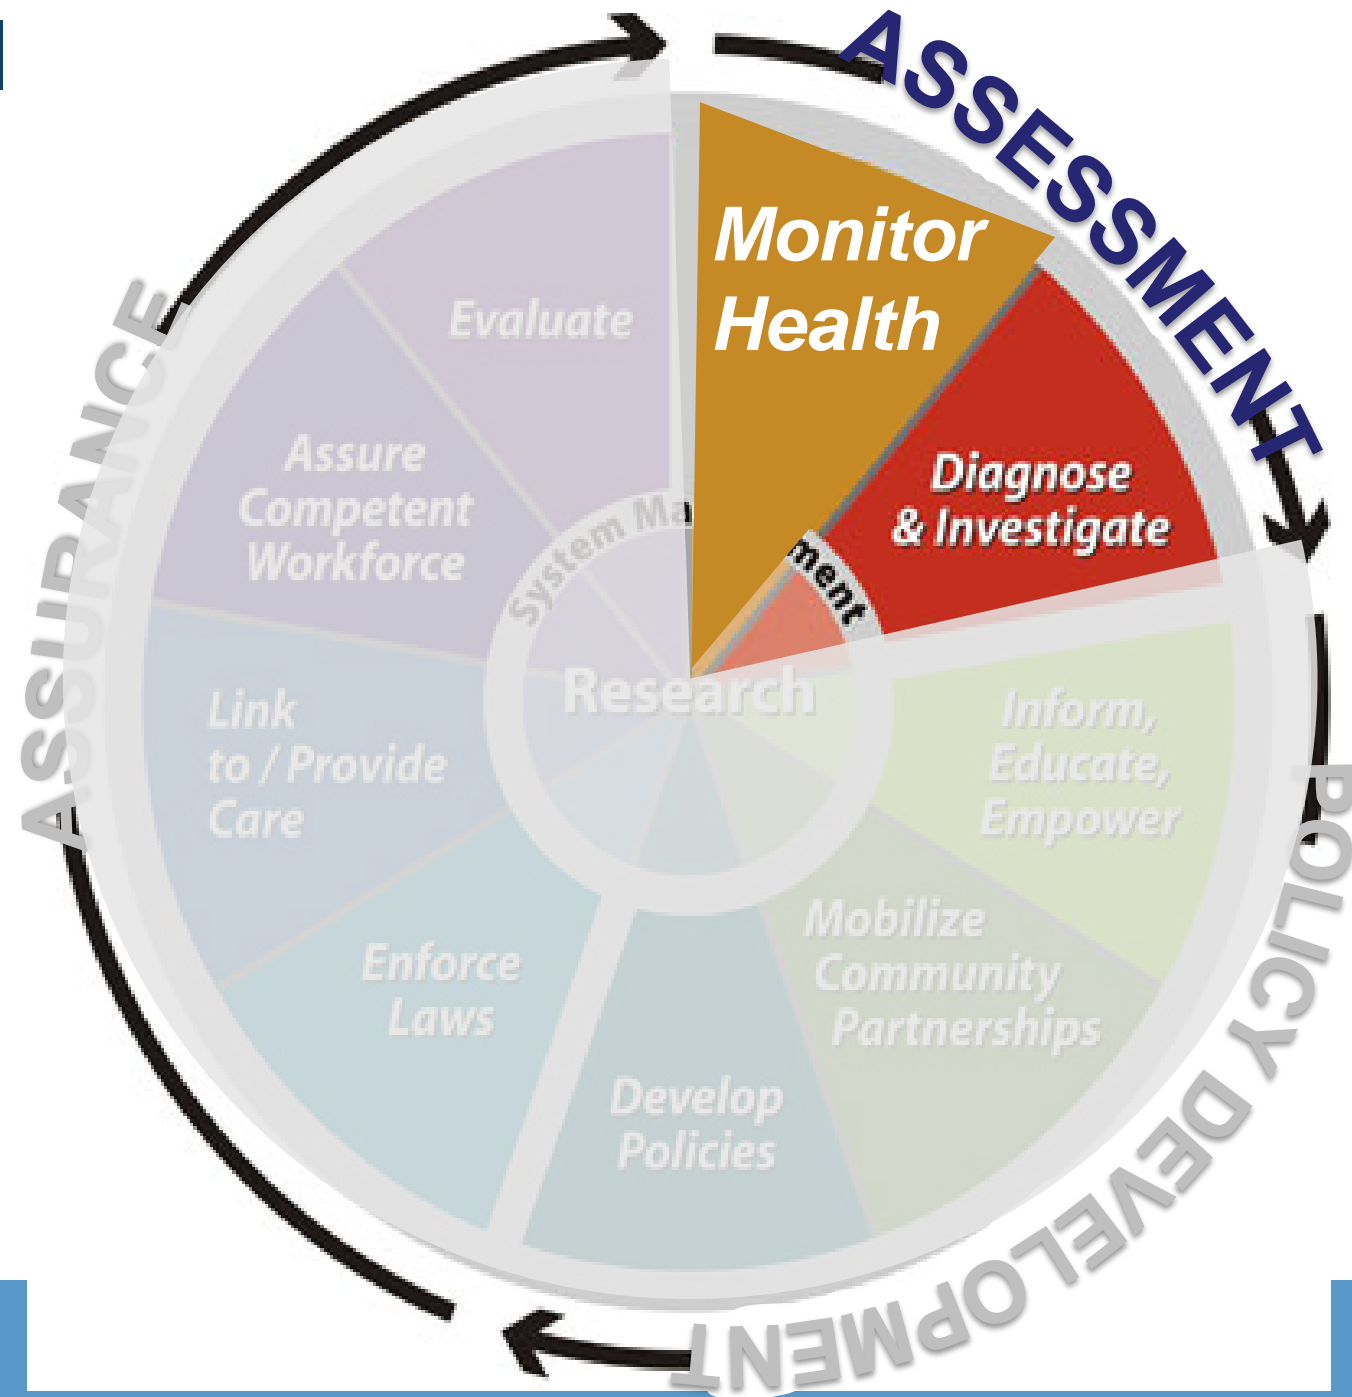 ASSESSMENT
Monitor
Health
Diagnose
& Investigate
Inform,
Educate,
Empower
Mobilize
Community
Partnerships
Develop
Policies
Enforce
Laws
Link
to / Provide
Care
Assure
Competent
Workforce
Evaluate
System Ma
ment
Research
POLICY DEVELOPMENT
ASSURANCE